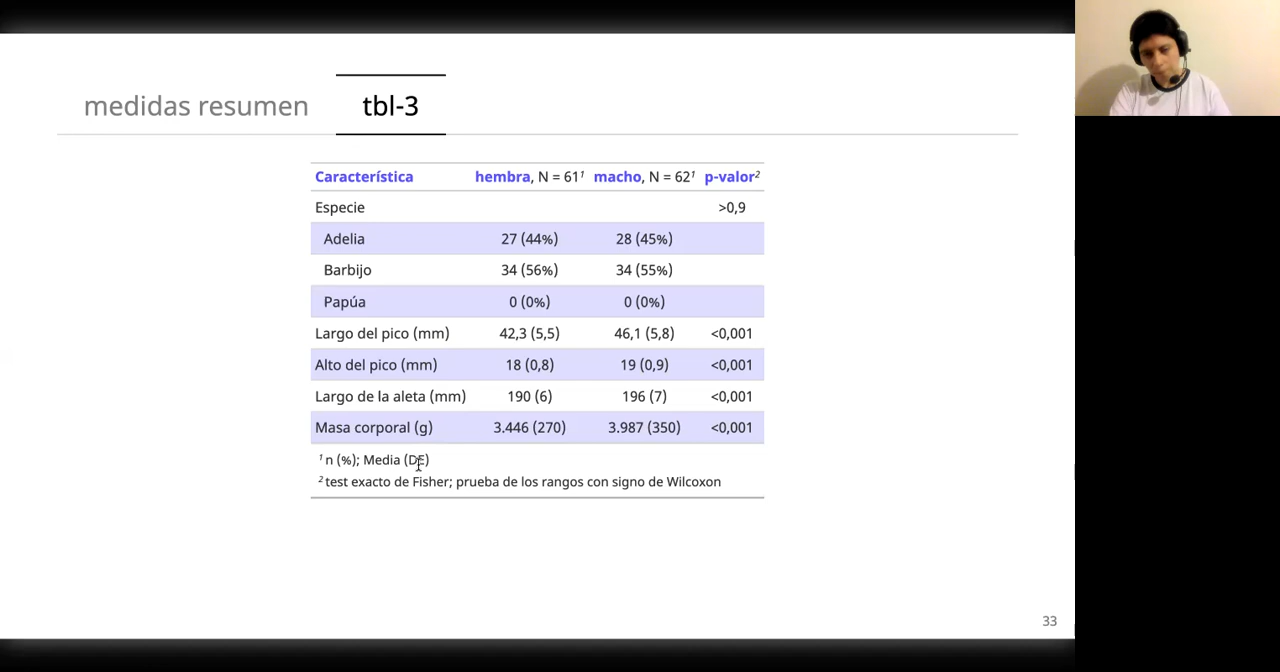 medidas resumen tbl-3
Característica hembra, N = 61¹ macho, N = 62¹ p-valor²
Especie >0,9
Adelia 27 (44%) 28 (45%)
Barbijo 34 (56%) 34 (55%)
Papúa 0 (0%) 0 (0%)
Largo del pico (mm) 42,3 (5,5) 46,1 (5,8) <0,001
Alto del pico (mm) 18 (0,8) 19 (0,9) <0,001
Largo de la aleta (mm) 190 (6) 196 (7) <0,001
Masa corporal (g) 3.446 (270) 3.987 (350) <0,001
¹ n (%); Media (DE)
² test exacto de Fisher; prueba de los rangos con signo de Wilcoxon
33